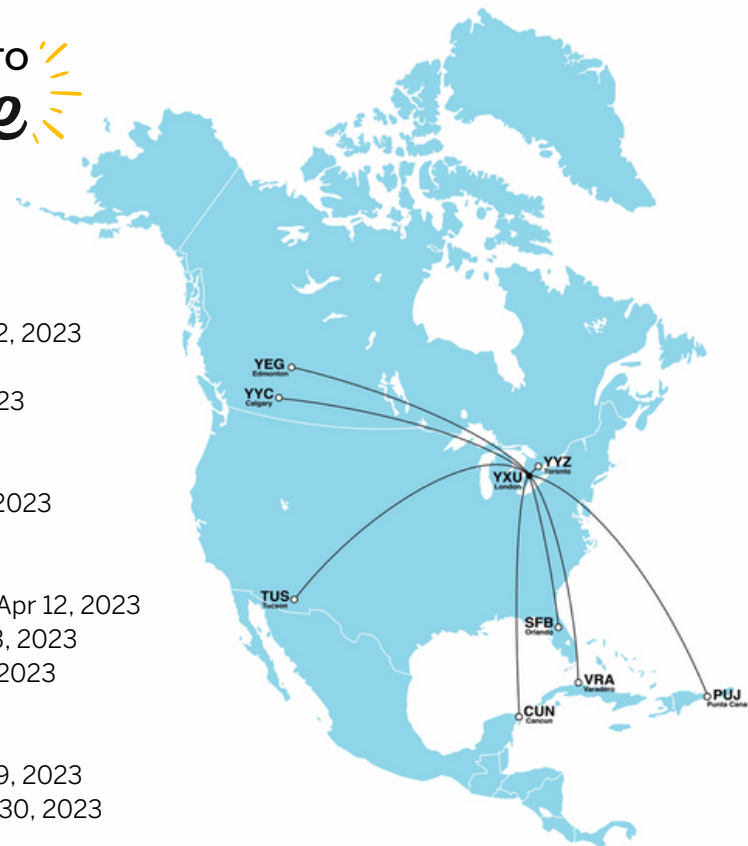 TO
e
2, 2023
23
2023
Apr 12, 2023
3, 2023
2023
9, 2023
30, 2023
YEG
Edmonton
YYC
Calgary
YYZ
Toronto
YXU
London
TUS
Tucson
SFB
Orlando
VRA
Varadero
CUN
Cancun
PUJ
Punta Cana